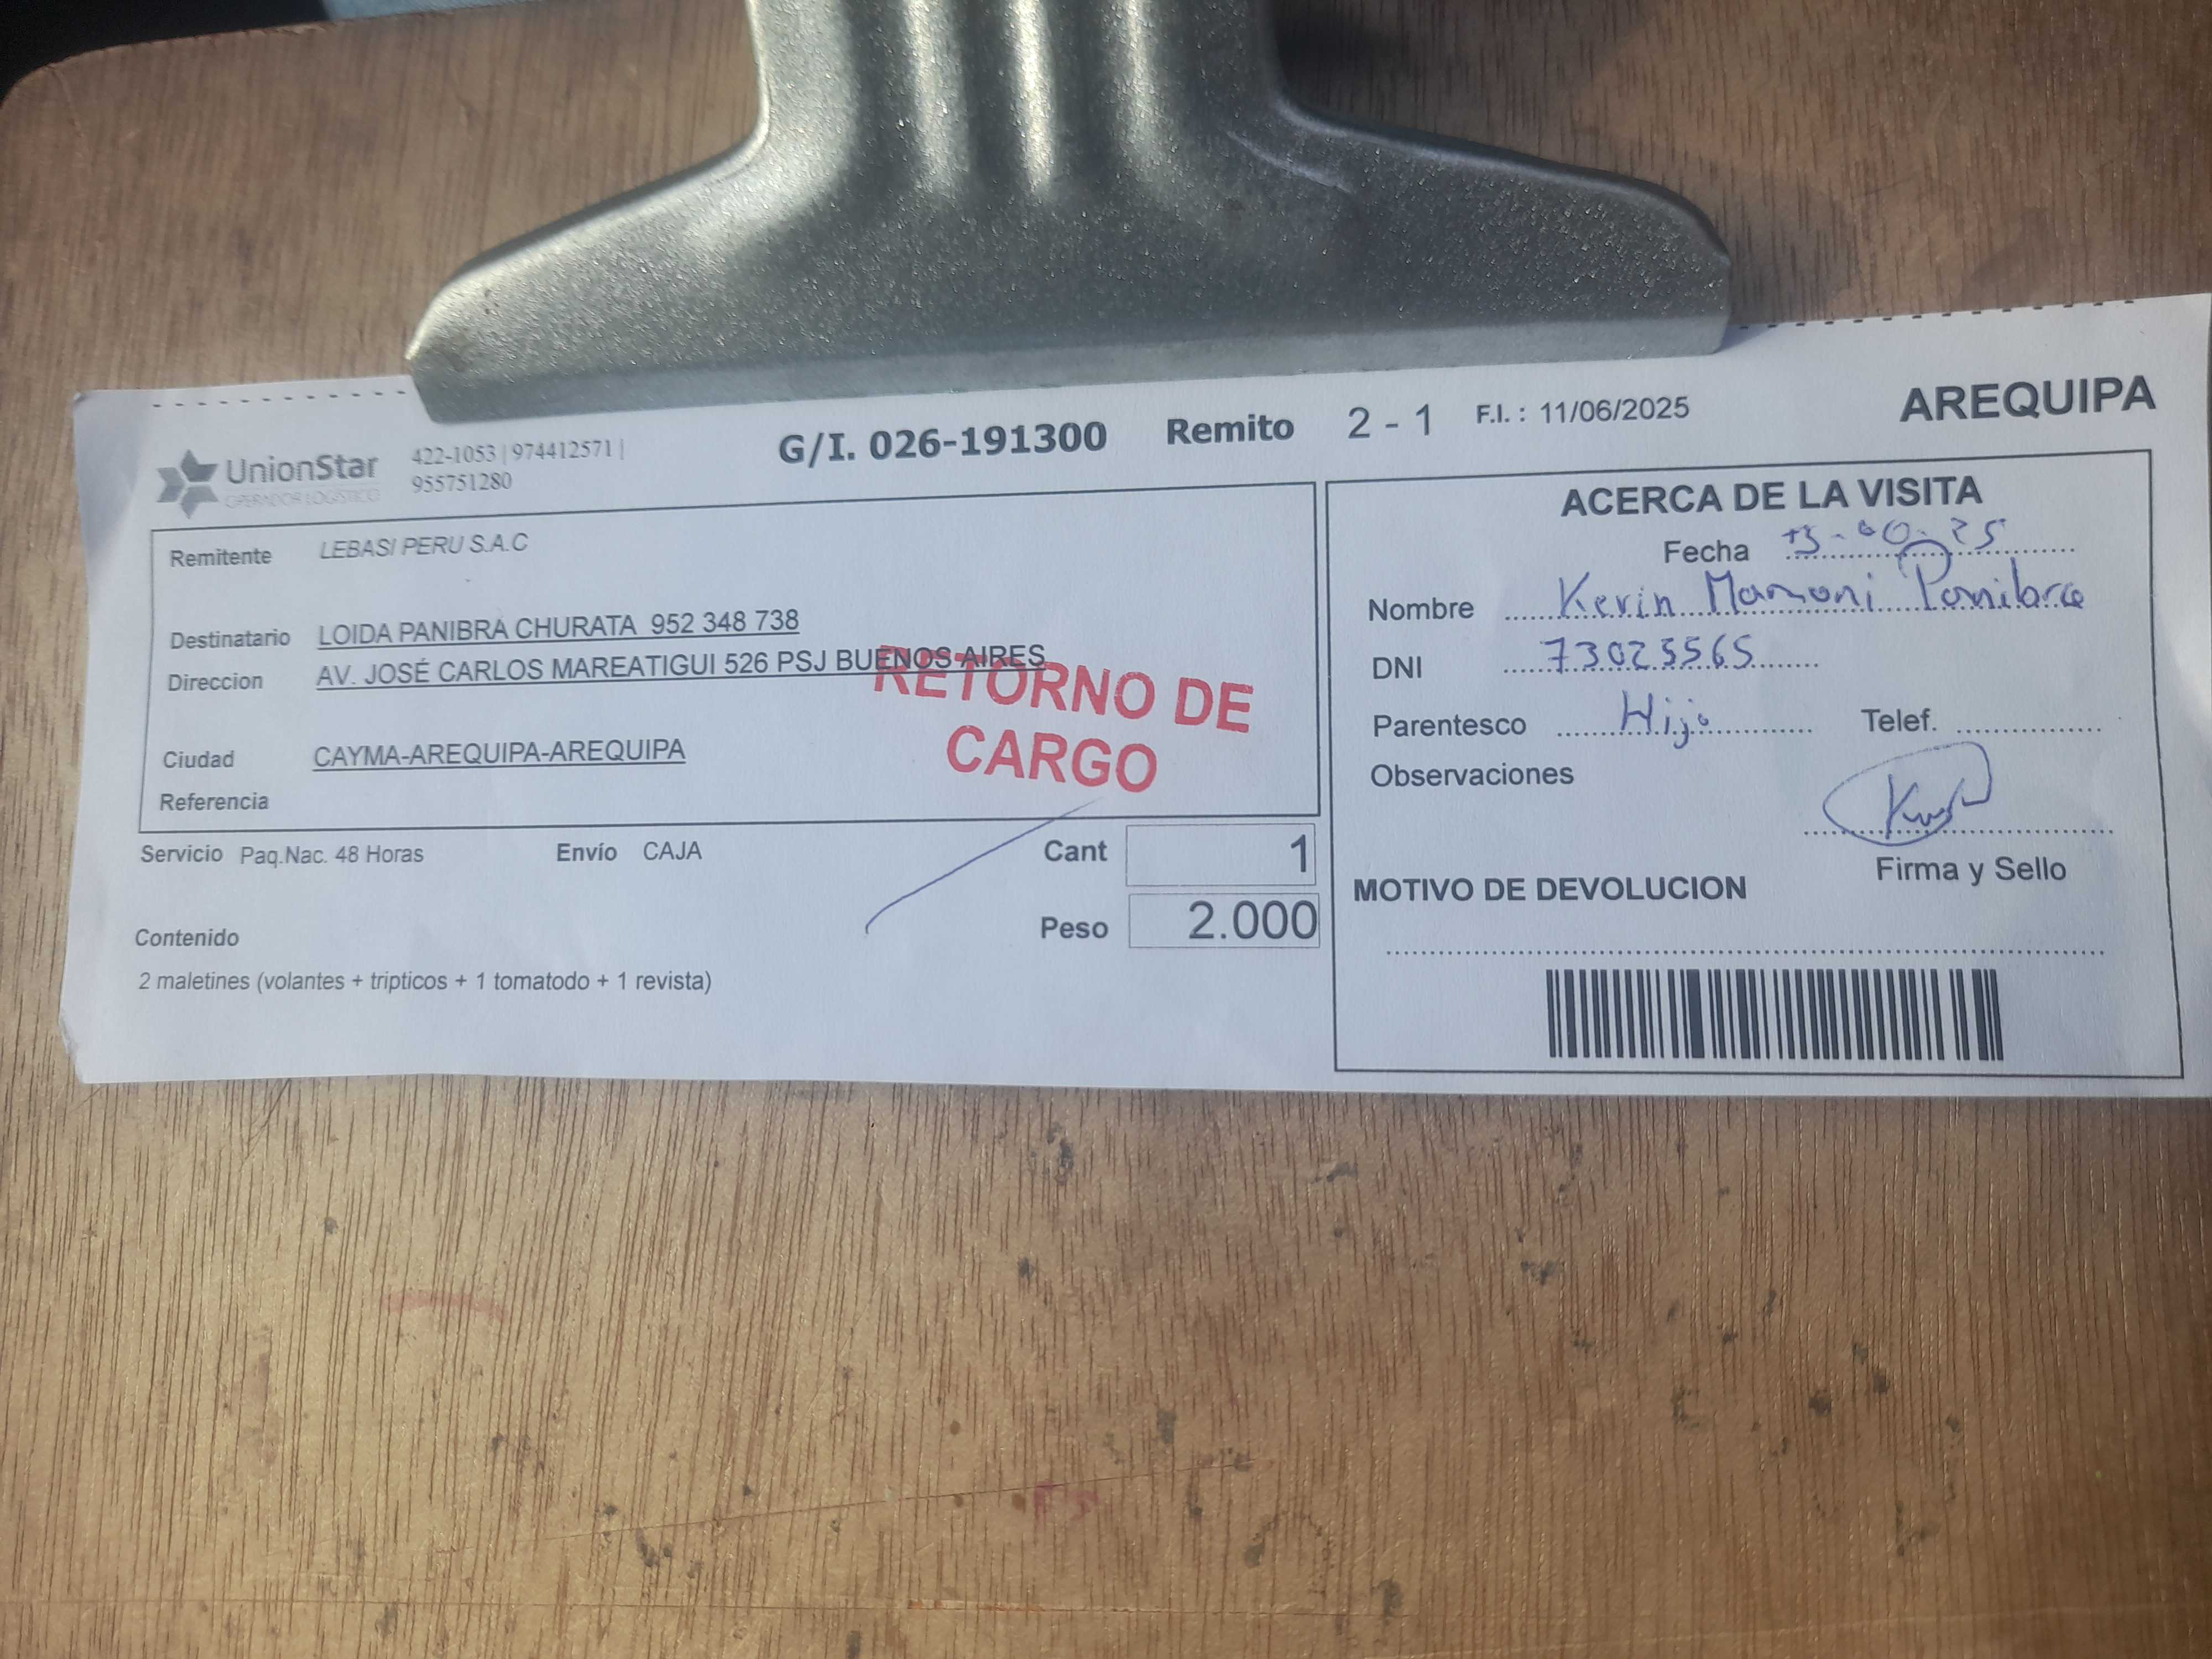 UnionStar
OPERADOR LOGÍSTICO
422-1053 | 974412571 |
955751280
G/I. 026-191300 Remito 2 - 1 F.I. : 11/06/2025 AREQUIPA
Remitente LEBASI PERU S.A.C
Destinatario LOIDA PANIBRA CHURATA 952 348 738
Direccion AV. JOSÉ CARLOS MAREATIGUI 526 PSJ BUENOS AIRES
RETORNO DE
CARGO
Ciudad CAYMA-AREQUIPA-AREQUIPA
Referencia
Servicio Paq.Nac. 48 Horas Envío CAJA Cant 1
Peso 2.000
Contenido
2 maletines (volantes + tripticos + 1 tomatodo + 1 revista)
ACERCA DE LA VISITA
Fecha
Nombre Kevin Mamani Panibra
DNI 73023565
Parentesco Hijo Telef.
Observaciones
Firma y Sello
MOTIVO DE DEVOLUCION